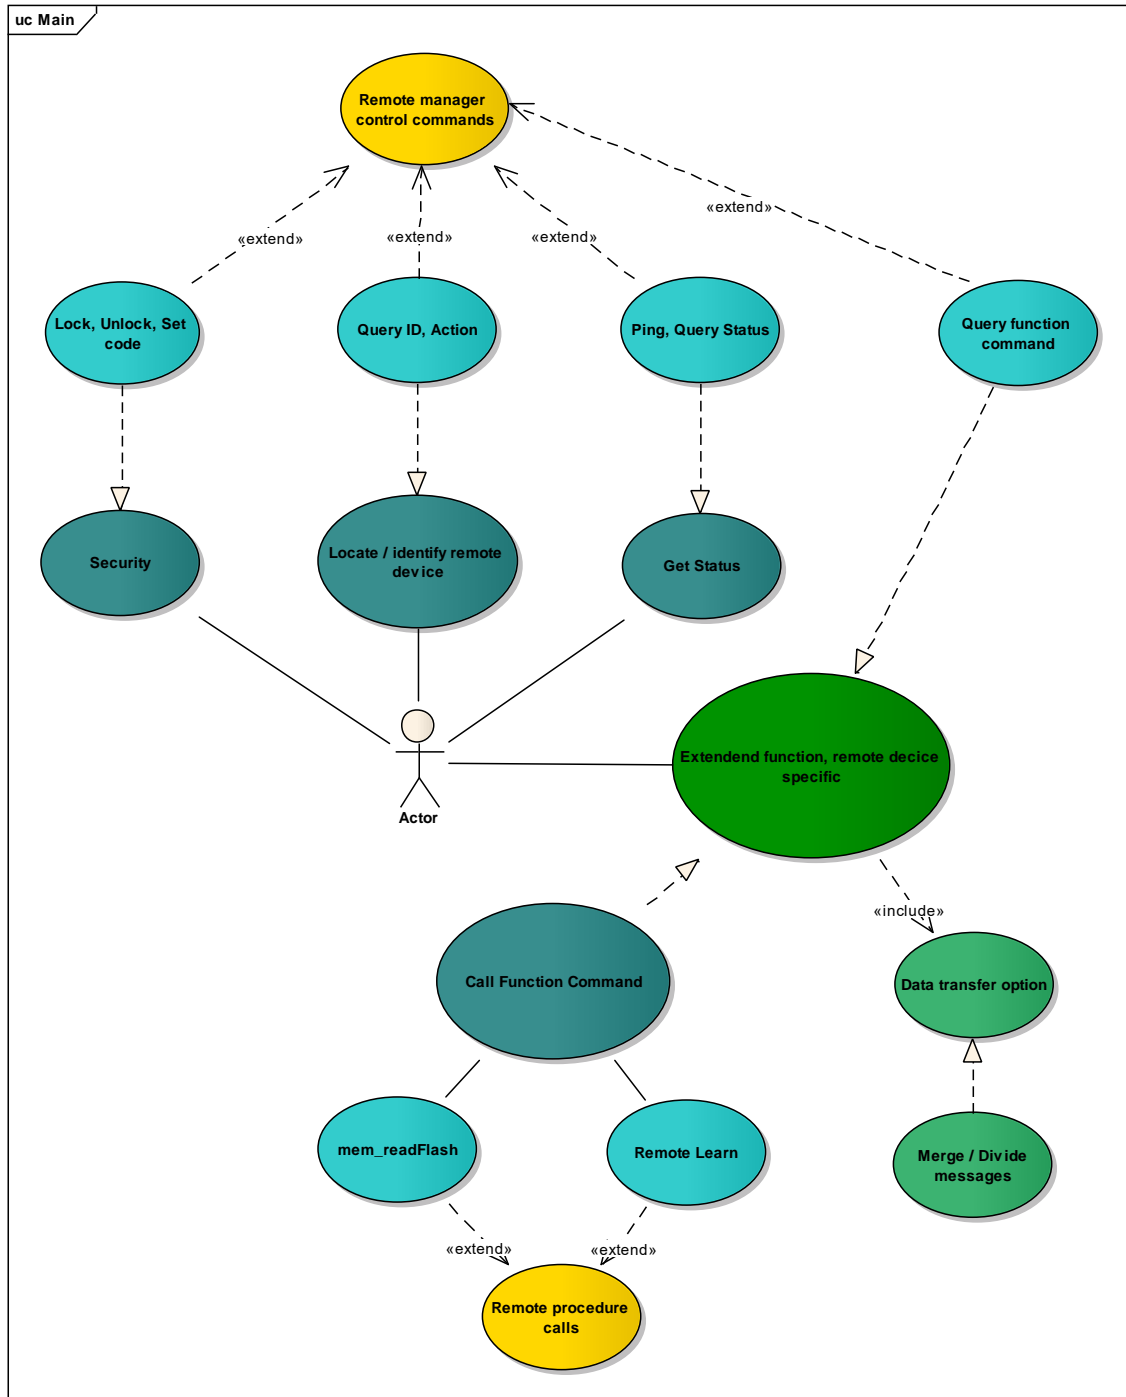 uc Main
Remote manager
control commands
«extend»
«extend»
«extend»
«extend»
Lock, Unlock, Set
code
Query ID, Action
Ping, Query Status
Query function
command
Security
Locate / identify remote
device
Get Status
Actor
Extendend function, remote decice
specific
«include»
Call Function Command
Data transfer option
mem_readFlash
Remote Learn
Merge / Divide
messages
«extend»
«extend»
Remote procedure
calls